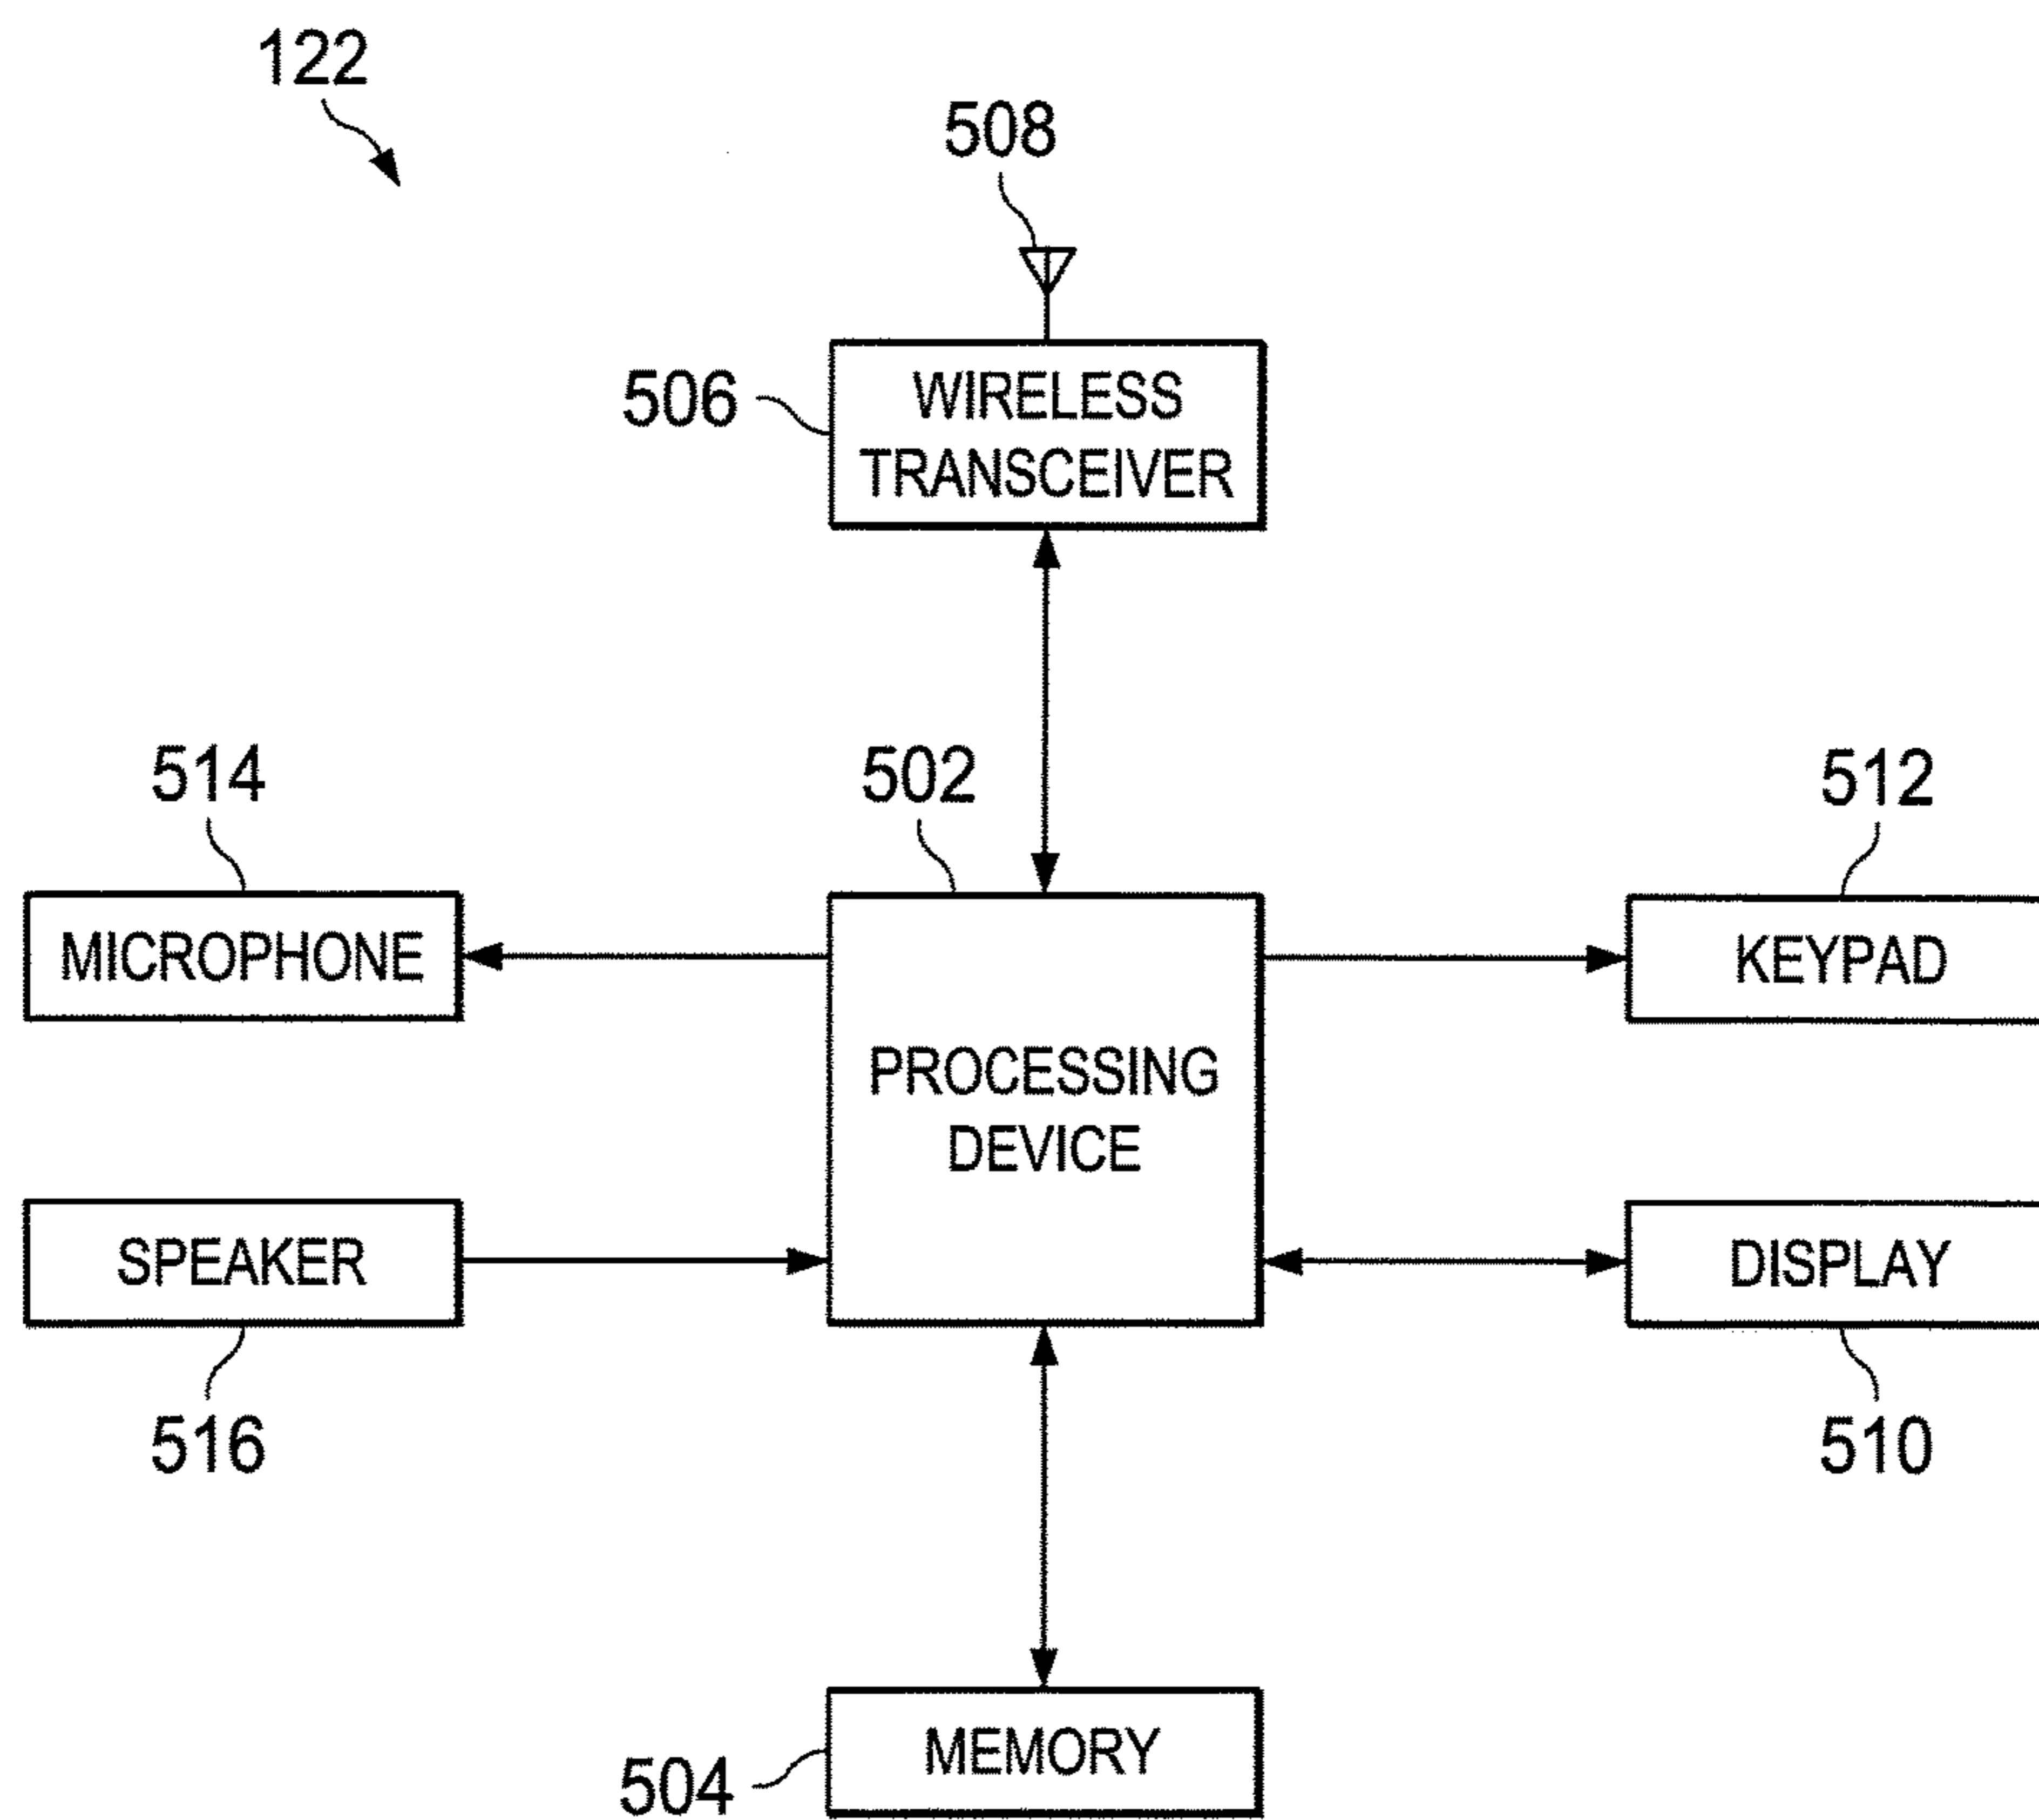 122
508
506
WIRELESS
TRANSCEIVER
514
502
512
MICROPHONE
KEYPAD
PROCESSING
DEVICE
SPEAKER
DISPLAY
516
510
MEMORY
504